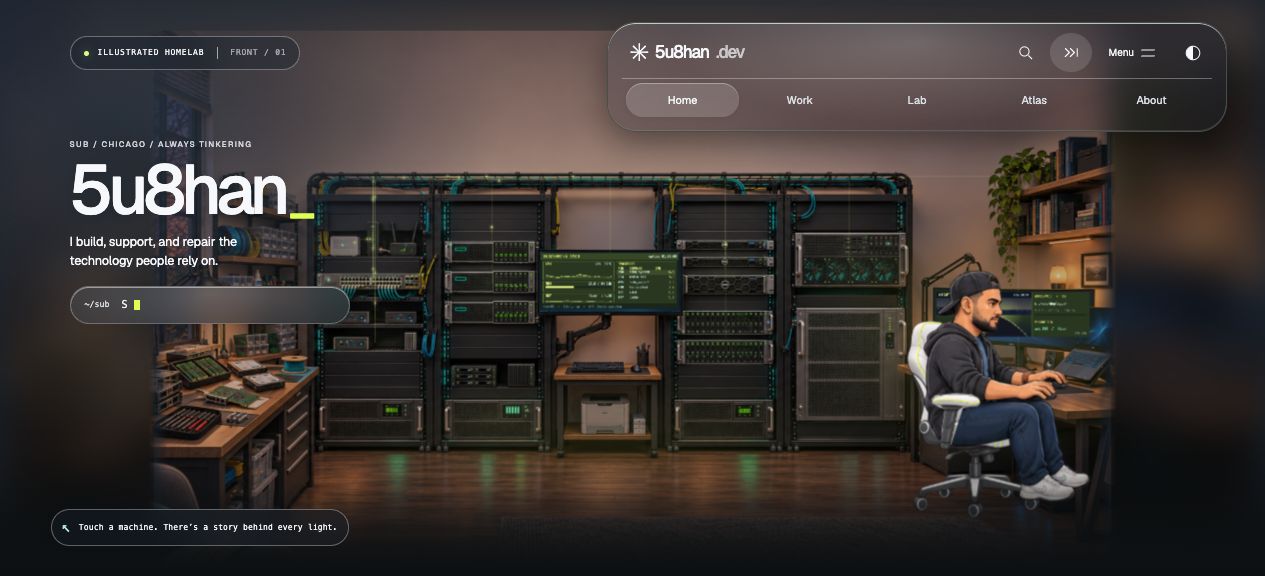 ILLUSTRATED HOMELAB FRONT / 01
5u8han .dev
Menu
Home Work Lab Atlas About
SUB / CHICAGO / ALWAYS TINKERING
5u8han_
I build, support, and repair the
technology people rely on.
~/sub S
↖ Touch a machine. There's a story behind every light.